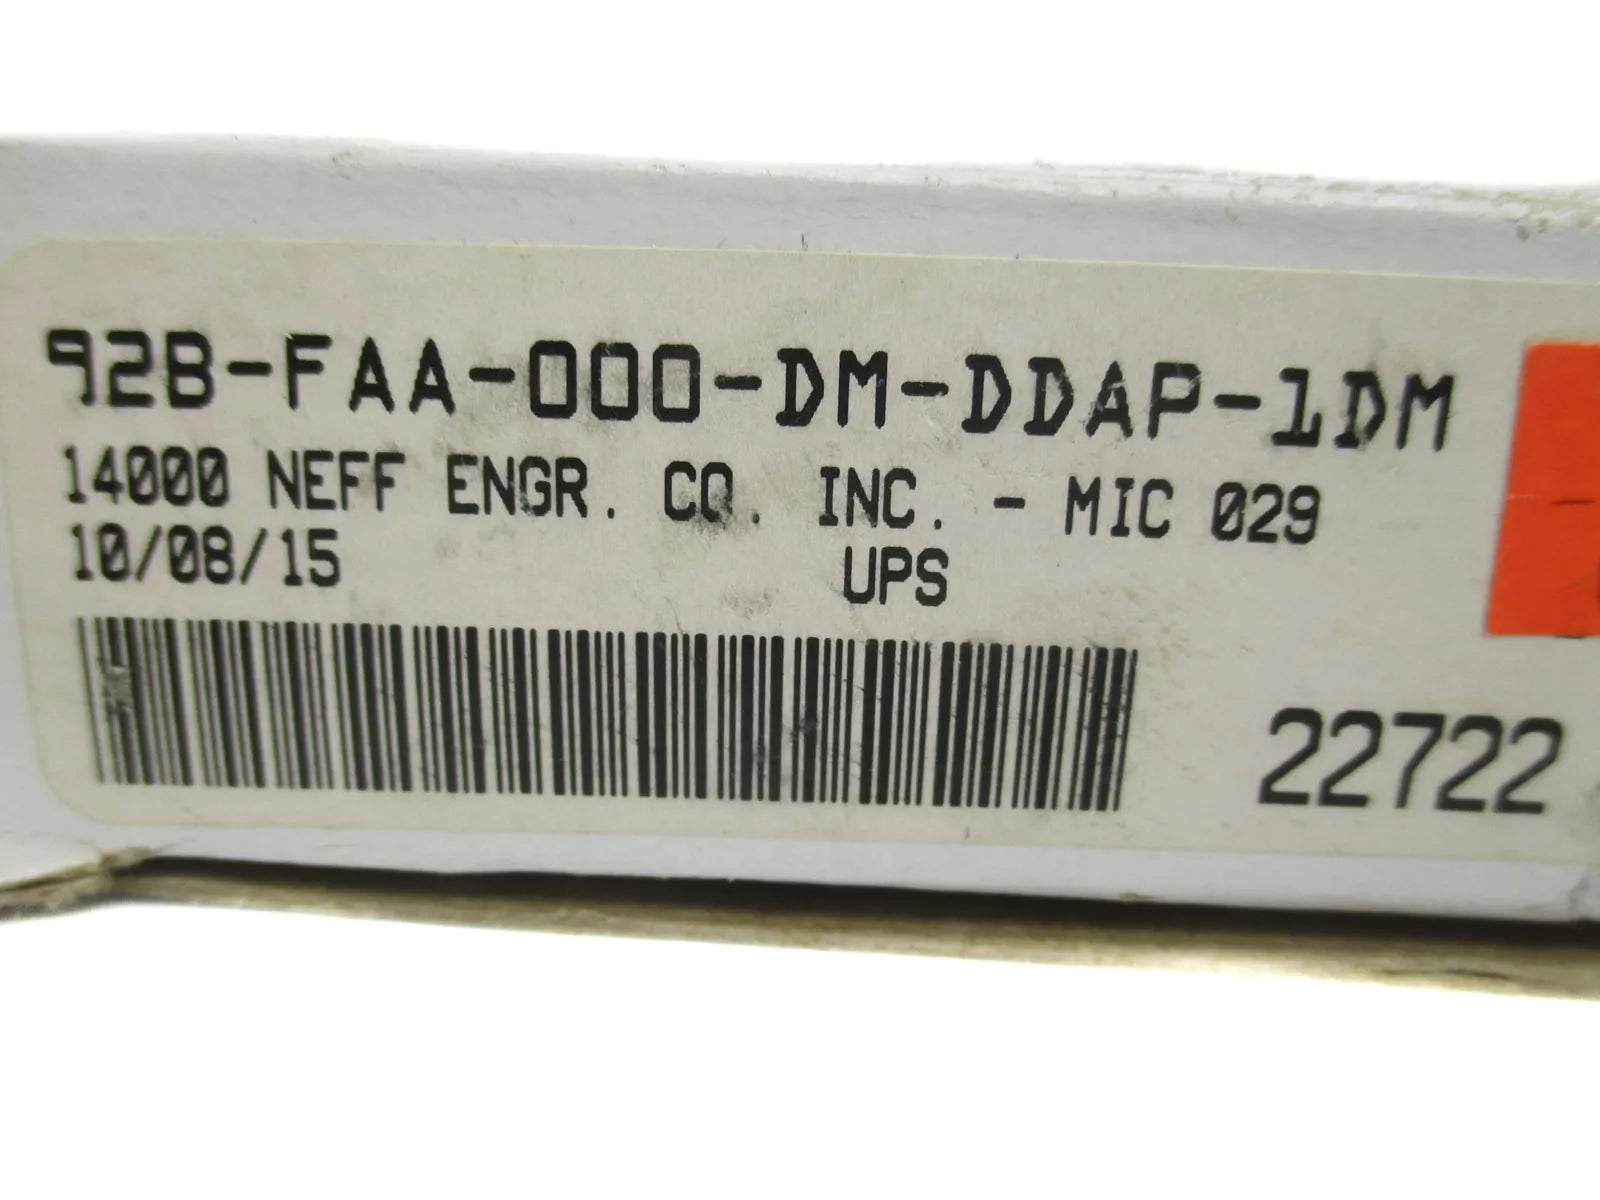 92B-FAA-000-DM-DDAP-1DM
14000 NEFF ENGR. CO. INC. - MIC 029
10/08/15 UPS
22722